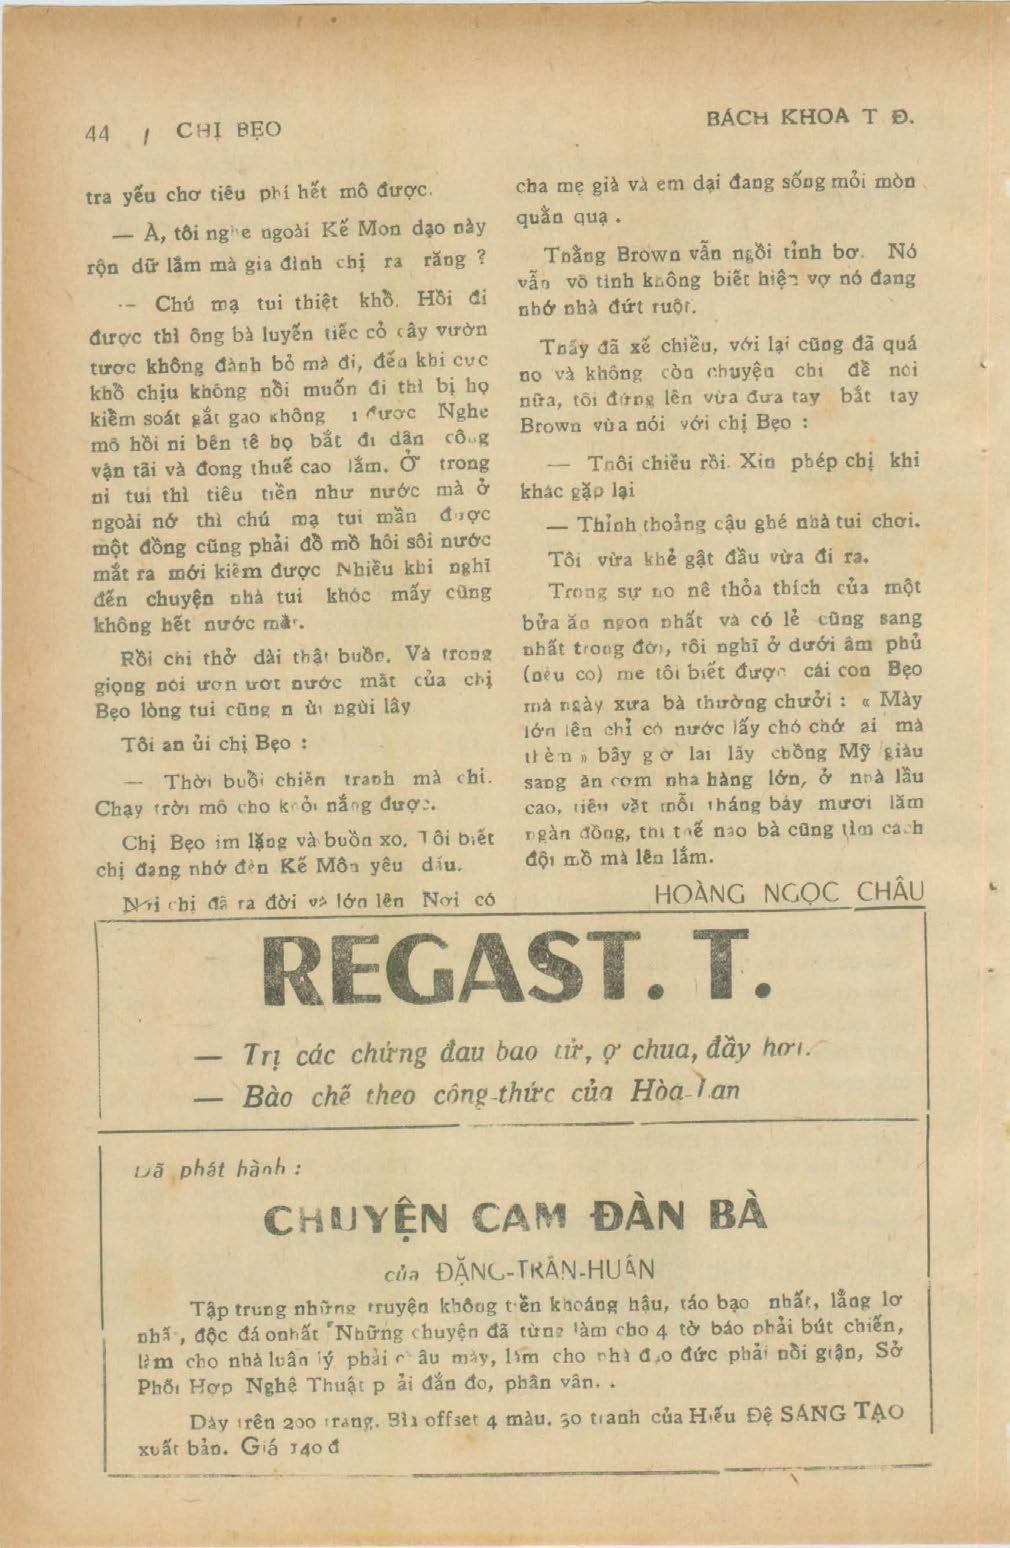 44 / CHỊ BẸO
BÁCH KHOA T Đ.
tra yếu chơ tiêu phí hết mô được.
— À, tôi nghe ngoài Kế Mon dạo này
rộn dữ lắm mà gia đình chị ra răng ?
— Chú mạ tui thiệt khổ. Hồi đi
được thì ông bà luyến tiếc cỏ cây vườn
tược không đành bỏ mà đi, đến khi cực
khổ chịu không nổi muốn đi thì bị họ
kiểm soát gắt gao không được Nghe
mô hồi ni bên tê họ bắt đi dân công
vận tãi và đong thuế cao lắm. Ở trong
ni tui thì tiêu tiền như nước mà ở
ngoài nớ thì chú mạ tui mần được
một đồng cũng phải đổ mồ hôi sôi nước
mắt ra mới kiếm được Nhiều khi nghĩ
đến chuyện nhà tui khóc mấy cũng
không hết nước mắt.
Rồi chị thở dài thật buồn. Và trong
giọng nói ươn ướt nước mắt của chị
Bẹo lòng tui cũng ngùi lây
Tôi an ủi chị Bẹo :
— Thời buổi chiến tranh mà chị.
Chạy trời mô cho khỏi nắng được.
Chị Bẹo im lặng và buồn xo. Tôi biết
chị đang nhớ đến Kế Môn yêu dấu.
Nơi chị đã ra đời và lớn lên Nơi có
cha mẹ già và em dại đang sống mỏi mòn
quằn quạ .
Thằng Brown vẫn ngồi tỉnh bơ. Nó
vẫn vô tình không biết hiện vợ nó đang
nhớ nhà đứt ruột.
Thấy đã xế chiều, với lại cũng đã quá
no và không còn chuyện chi để nói
nữa, tôi đứng lên vừa đưa tay bắt tay
Brown vừa nói với chị Bẹo :
— Thôi chiều rồi. Xin phép chị khi
khác gặp lại
— Thỉnh thoảng cậu ghé nhà tui chơi.
Tôi vừa khẻ gật đầu vừa đi ra.
Trong sự no nê thỏa thích của một
bửa ăn ngon nhất và có lẻ cũng sang
nhất trong đời, tôi nghĩ ở dưới âm phủ
(nếu có) mẹ tôi biết được cái con Bẹo
mà ngày xưa bà thường chưởi : « Mày
lớn lên chỉ có nước lấy chó chớ ai mà
thèm » bây giờ lại lấy chồng Mỹ giàu
sang ăn cơm nhà hàng lớn, ở nhà lầu
cao, tiêu vặt mỗi tháng bảy mươi lăm
ngàn đồng, thì thế nào bà cũng tìm cách
đội mồ mà lên lắm.
HOÀNG NGỌC CHÂU
REGAST. T.
— Trị các chứng đau bao tử, ợ chua, đầy hơi.
— Bào chế theo công-thức của Hòa-Lan
Đã phát hành :
CHUYỆN CAM ĐÀN BÀ
của ĐẶNG-TRẦN-HUÂN
Tập trung những truyện không tiền khoáng hậu, táo bạo nhất, lẳng lơ
nhất, độc đáo nhất Những chuyện đã từng làm cho 4 tờ báo phải bút chiến,
làm cho nhà luân lý phải châu mày, làm cho nhà đạo đức phải nổi giận, Sở
Phối Hợp Nghệ Thuật phải đắn đo, phân vân. .
Dày trên 200 trang. Bìa offset 4 màu. 30 tranh của Hiếu Đệ SÁNG TẠO
xuất bản. Giá 140 đ